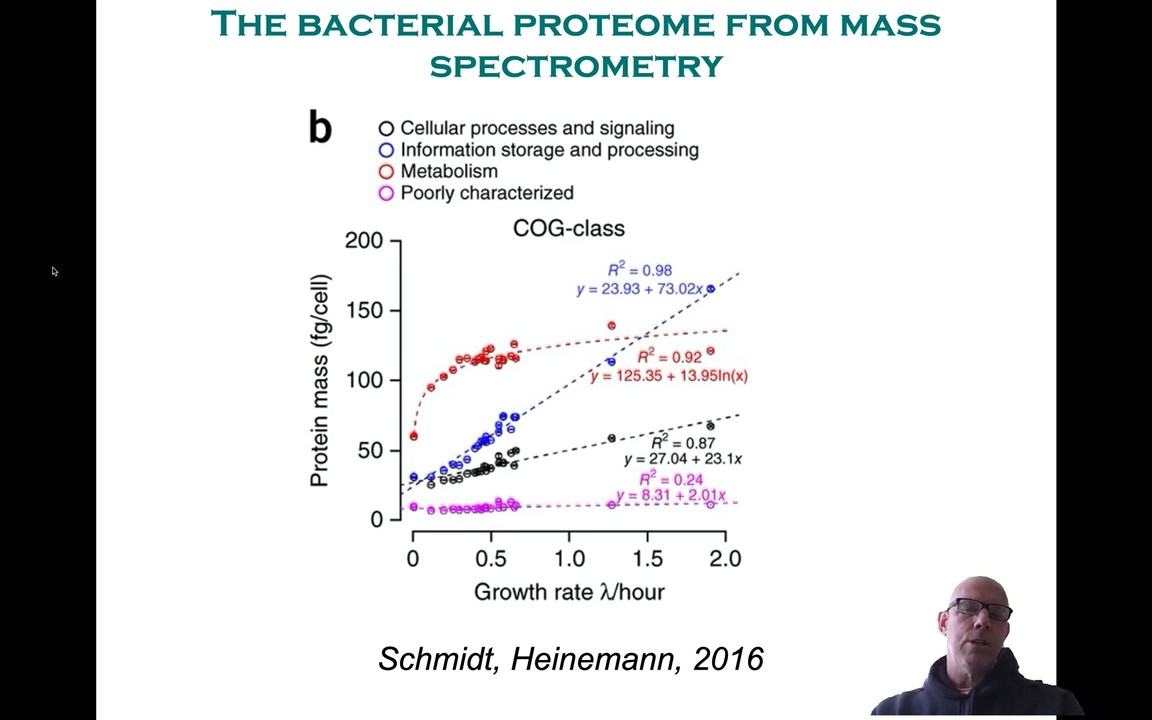 THE BACTERIAL PROTEOME FROM MASS
SPECTROMETRY
b
Cellular processes and signaling
Information storage and processing
Metabolism
Poorly characterized
COG-class
200
150
100
50
0
Protein mass (fg/cell)
R² = 0.98
y = 23.93 + 73.02x
R² = 0.92
y = 125.35 + 13.95ln(x)
R² = 0.87
y = 27.04 + 23.1x
R² = 0.24
y = 8.31 + 2.01x
0 0.5 1.0 1.5 2.0
Growth rate λ/hour
Schmidt, Heinemann, 2016